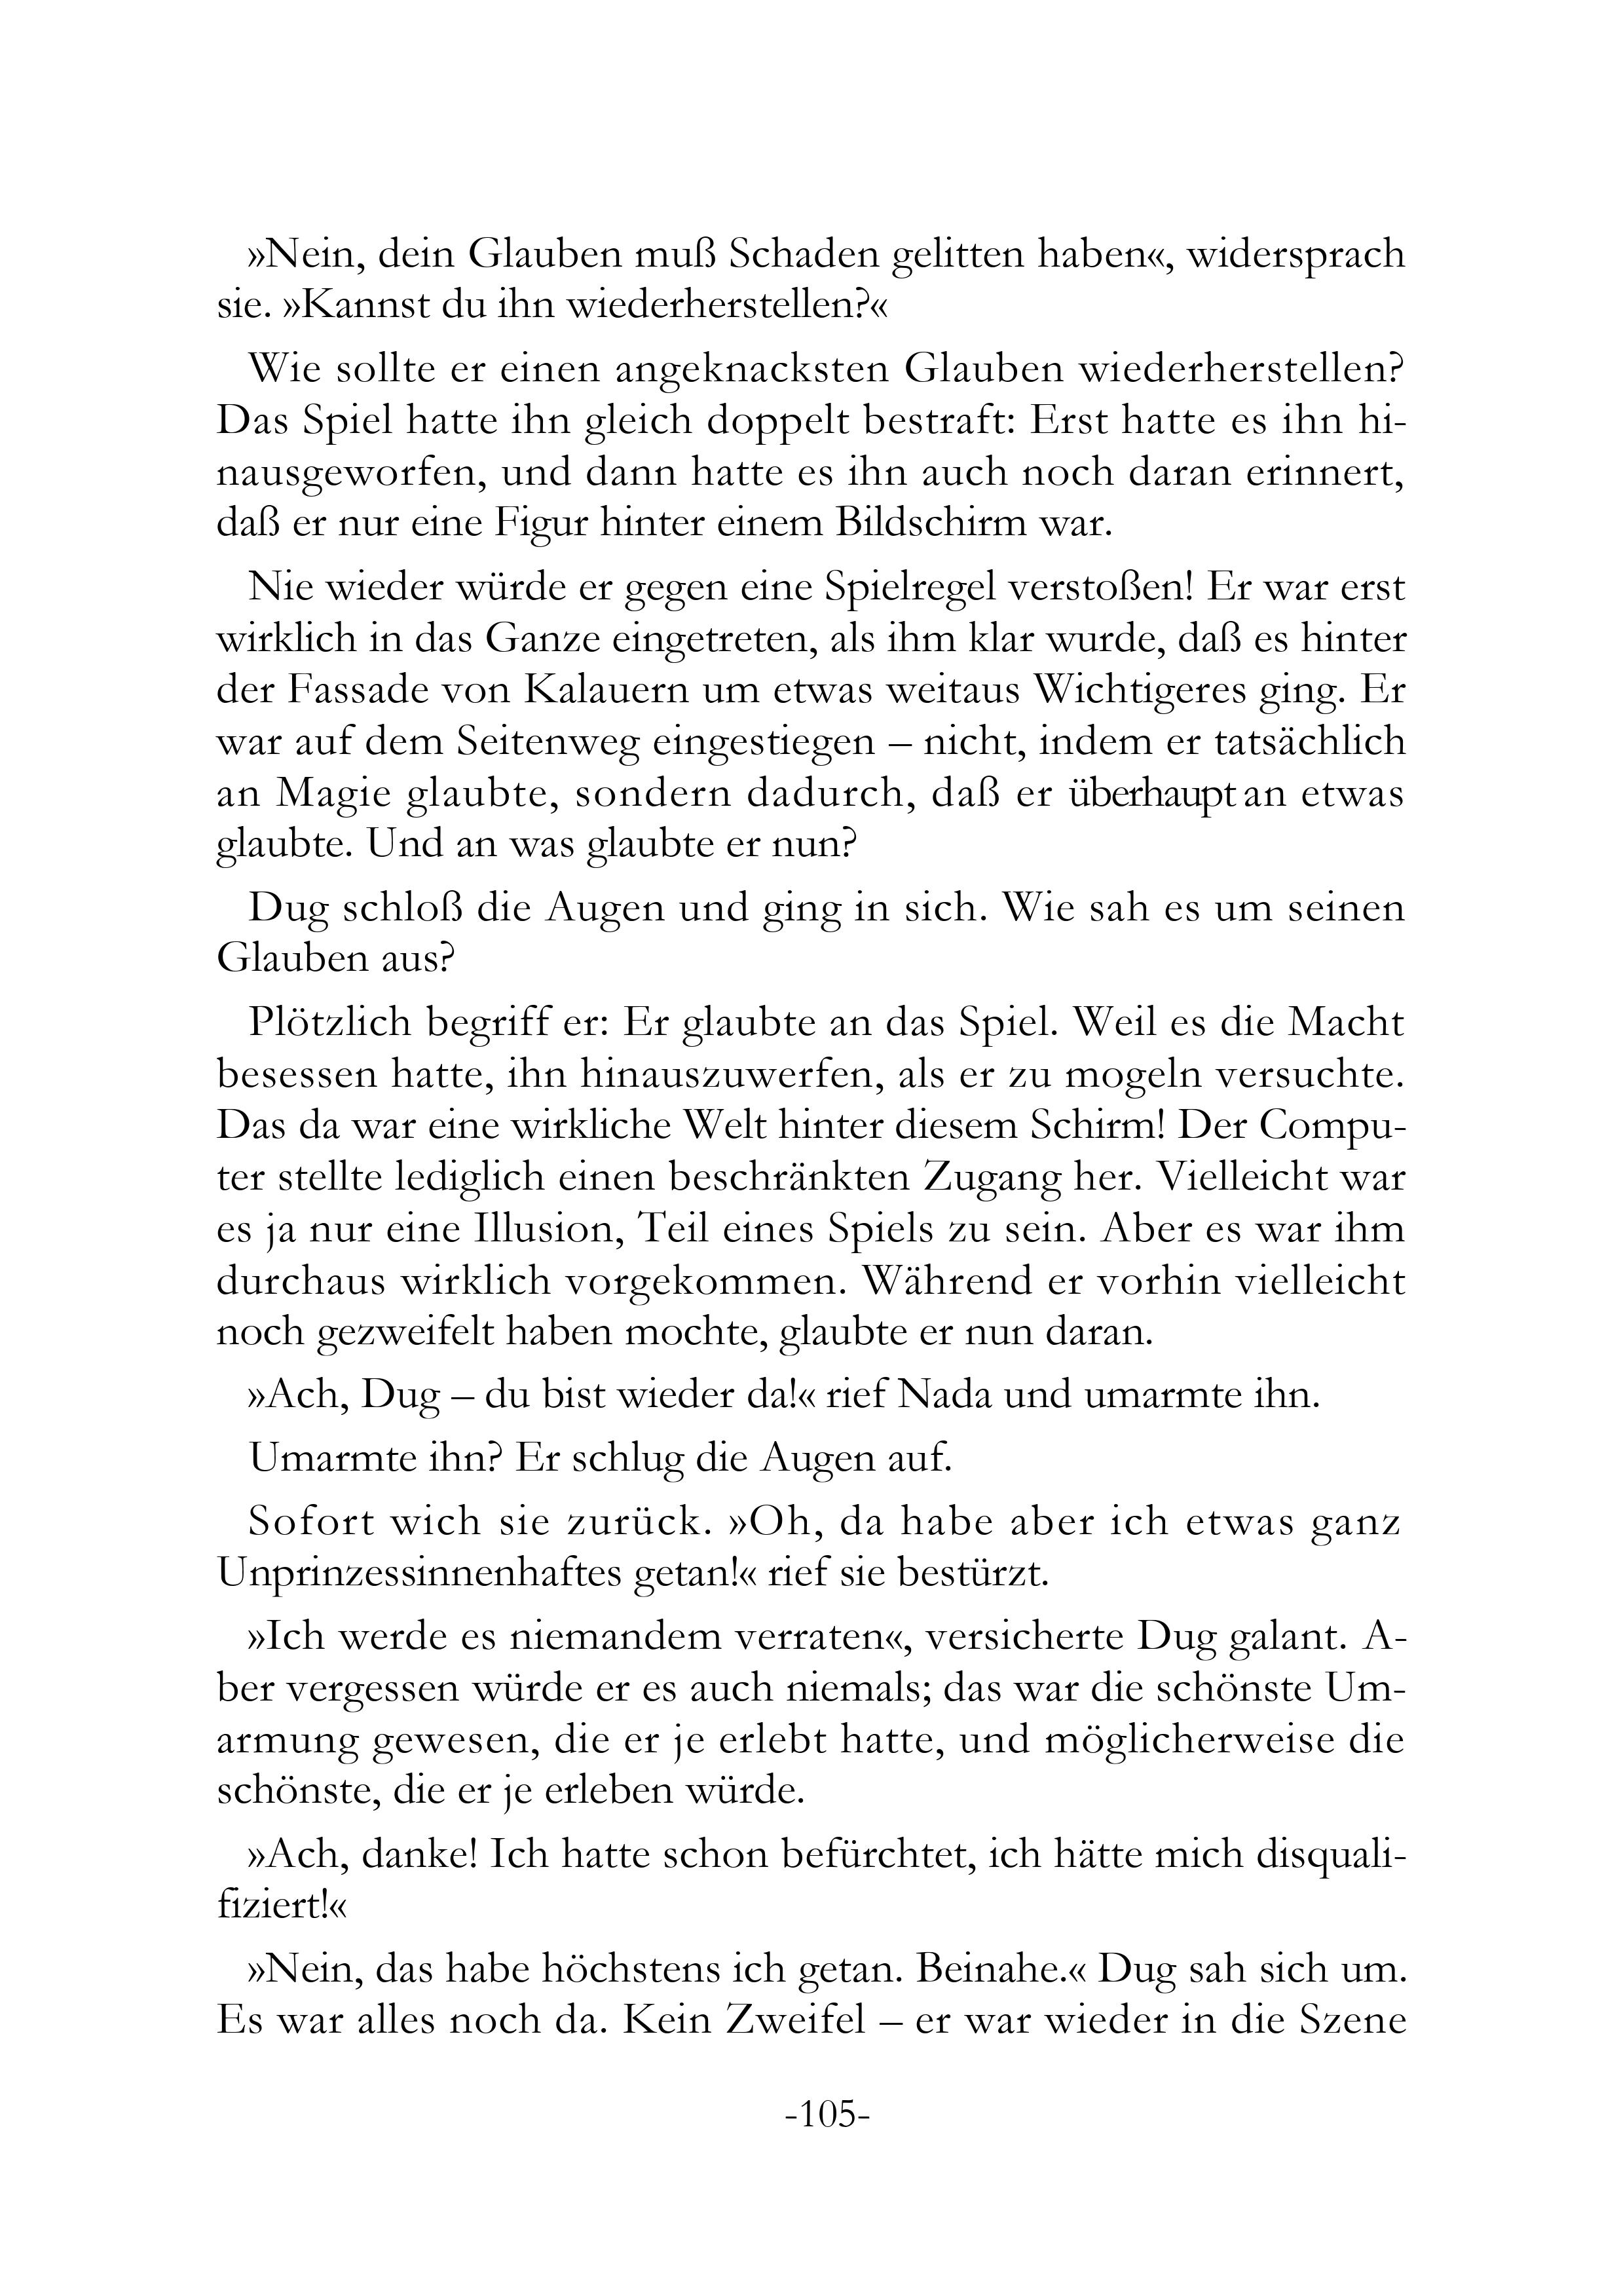 »Nein, dein Glauben muß Schaden gelitten haben«, widersprach
sie. »Kannst du ihn wiederherstellen?«
Wie sollte er einen angeknacksten Glauben wiederherstellen?
Das Spiel hatte ihn gleich doppelt bestraft: Erst hatte es ihn hi-
nausgeworfen, und dann hatte es ihn auch noch daran erinnert,
daß er nur eine Figur hinter einem Bildschirm war.
Nie wieder würde er gegen eine Spielregel verstoßen! Er war erst
wirklich in das Ganze eingetreten, als ihm klar wurde, daß es hinter
der Fassade von Kalauern um etwas weitaus Wichtigeres ging. Er
war auf dem Seitenweg eingestiegen – nicht, indem er tatsächlich
an Magie glaubte, sondern dadurch, daß er überhaupt an etwas
glaubte. Und an was glaubte er nun?
Dug schloß die Augen und ging in sich. Wie sah es um seinen
Glauben aus?
Plötzlich begriff er: Er glaubte an das Spiel. Weil es die Macht
besessen hatte, ihn hinauszuwerfen, als er zu mogeln versuchte.
Das da war eine wirkliche Welt hinter diesem Schirm! Der Compu-
ter stellte lediglich einen beschränkten Zugang her. Vielleicht war
es ja nur eine Illusion, Teil eines Spiels zu sein. Aber es war ihm
durchaus wirklich vorgekommen. Während er vorhin vielleicht
noch gezweifelt haben mochte, glaubte er nun daran.
»Ach, Dug – du bist wieder da!« rief Nada und umarmte ihn.
Umarmte ihn? Er schlug die Augen auf.
Sofort wich sie zurück. »Oh, da habe aber ich etwas ganz
Unprinzessinnenhaftes getan!« rief sie bestürzt.
»Ich werde es niemandem verraten«, versicherte Dug galant. A-
ber vergessen würde er es auch niemals; das war die schönste Um-
armung gewesen, die er je erlebt hatte, und möglicherweise die
schönste, die er je erleben würde.
»Ach, danke! Ich hatte schon befürchtet, ich hätte mich disquali-
fiziert!«
»Nein, das habe höchstens ich getan. Beinahe.« Dug sah sich um.
Es war alles noch da. Kein Zweifel – er war wieder in die Szene
-105-